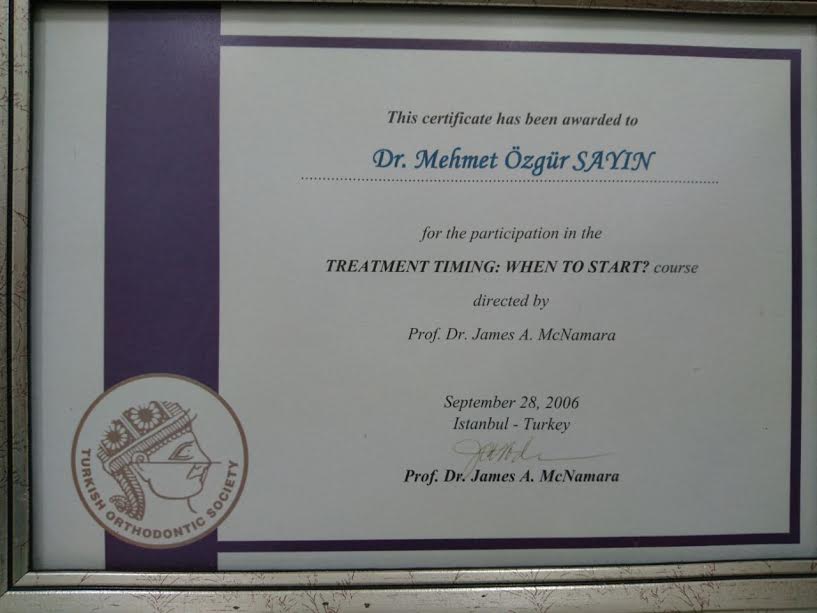 This certificate has been awarded to
Dr. Mehmet Özgür SAYIN
for the participation in the
TREATMENT TIMING: WHEN TO START? course
directed by
Prof. Dr. James A. McNamara
September 28, 2006
Istanbul - Turkey
Prof. Dr. James A. McNamara
TURKISH ORTHODONTIC SOCIETY